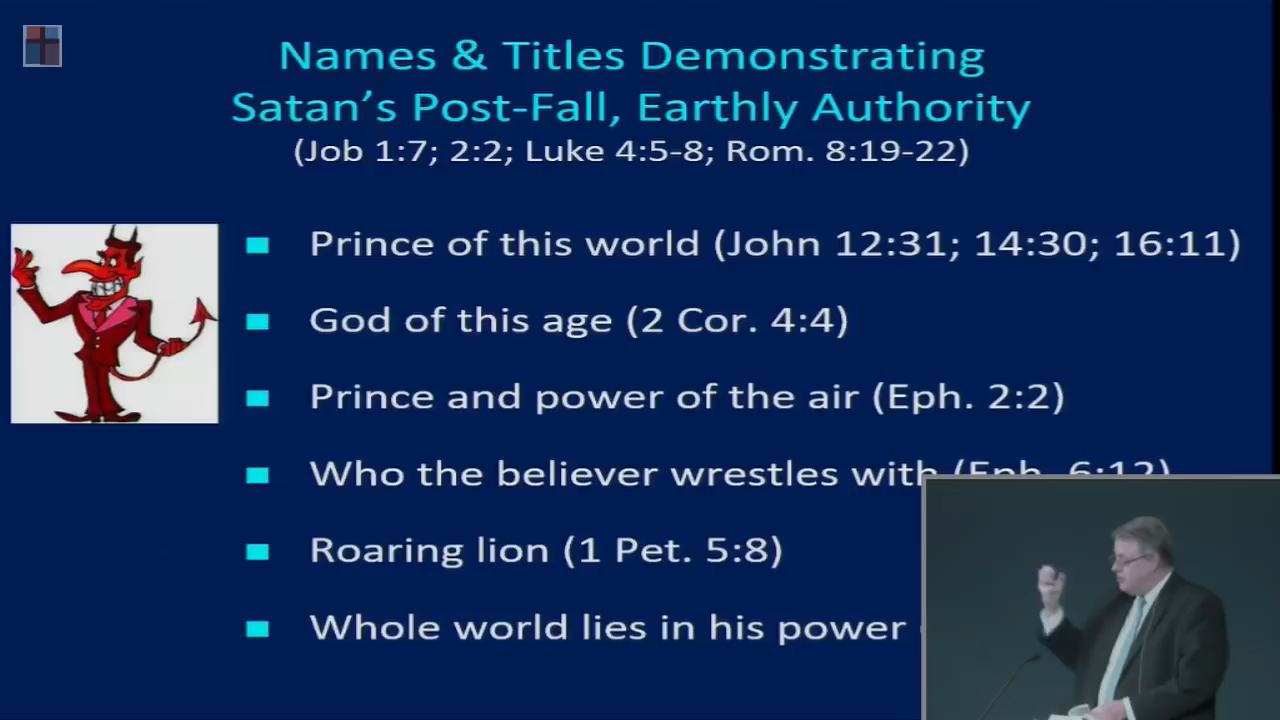 Names & Titles Demonstrating
Satan's Post-Fall, Earthly Authority
(Job 1:7; 2:2; Luke 4:5-8; Rom. 8:19-22)
Prince of this world (John 12:31; 14:30; 16:11)
God of this age (2 Cor. 4:4)
Prince and power of the air (Eph. 2:2)
Who the believer wrestles with (Eph. 6:12)
Roaring lion (1 Pet. 5:8)
Whole world lies in his power